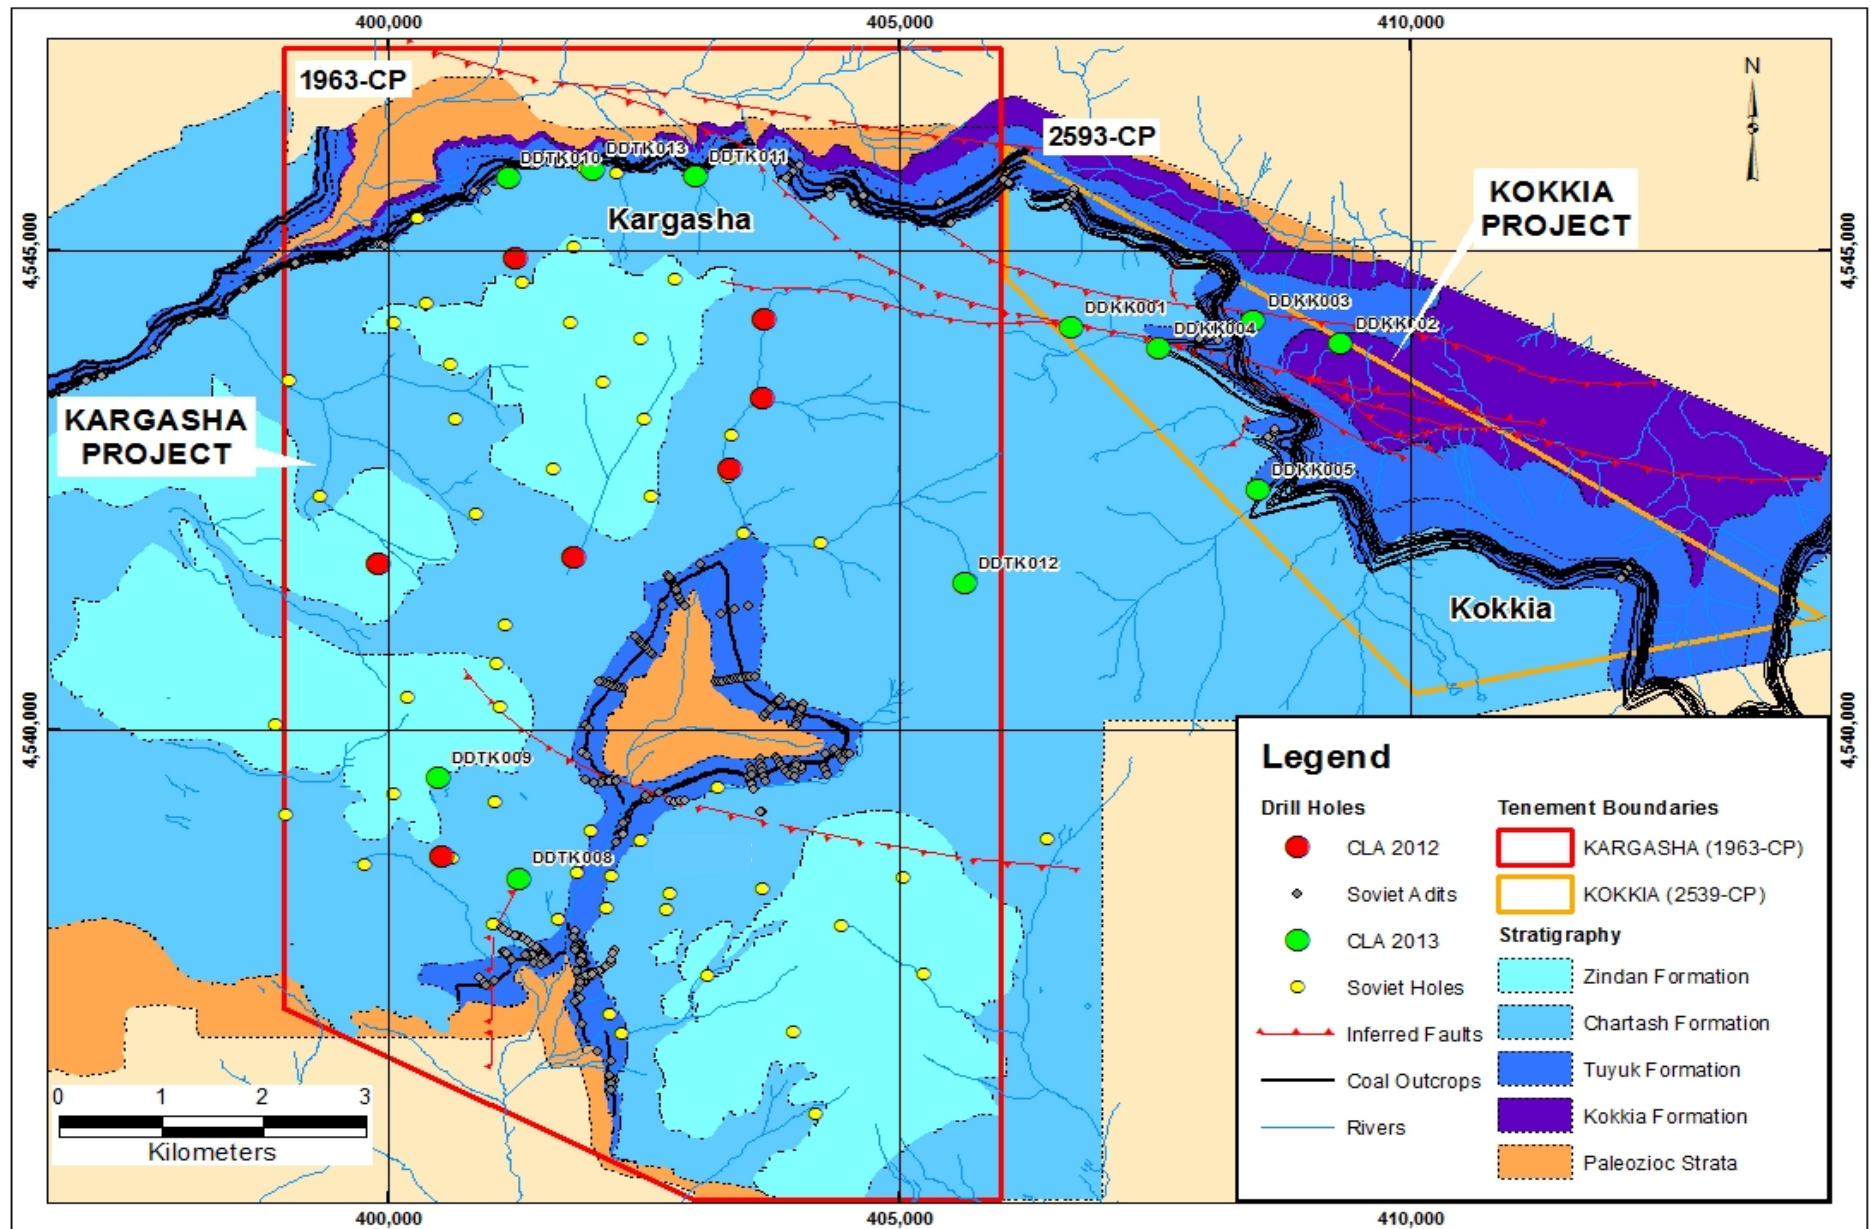 400,000
405,000
410,000
1963-CP
N
2593-CP
DDTK010
DDTK013
DDTK011
KOKKIA
PROJECT
Kargasha
4,545,000
4,545,000
DDKK001
DDKK003
DDKK004
DDKK002
KARGASHA
PROJECT
DDKK005
DDTK012
Kokkia
4,540,000
4,540,000
DDTK009
DDTK008
Legend
Drill Holes
CLA 2012
Soviet Adits
CLA 2013
Soviet Holes
Inferred Faults
Coal Outcrops
Rivers
Tenement Boundaries
KARGASHA (1963-CP)
KOKKIA (2539-CP)
Stratigraphy
Zindan Formation
Chartash Formation
Tuyuk Formation
Kokkia Formation
Paleozioc Strata
0 1 2 3
Kilometers
400,000
405,000
410,000